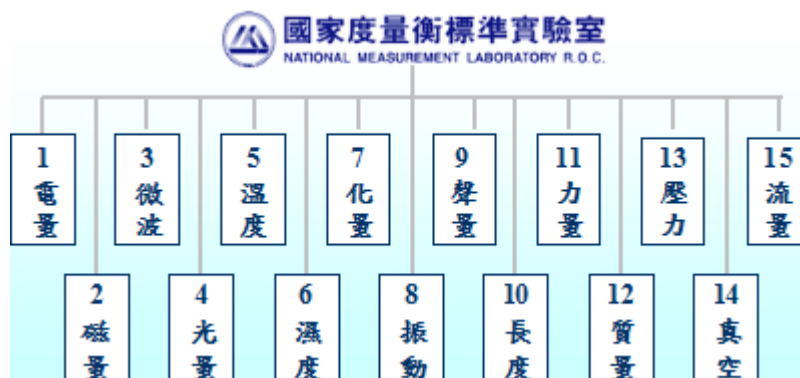 國家度量衡標準實驗室
NATIONAL MEASUREMENT LABORATORY R.O.C.
1 電量
2 磁量
3 微波
4 光量
5 溫度
6 濕度
7 化量
8 振動
9 聲量
10 長度
11 力量
12 質量
13 壓力
14 真空
15 流量